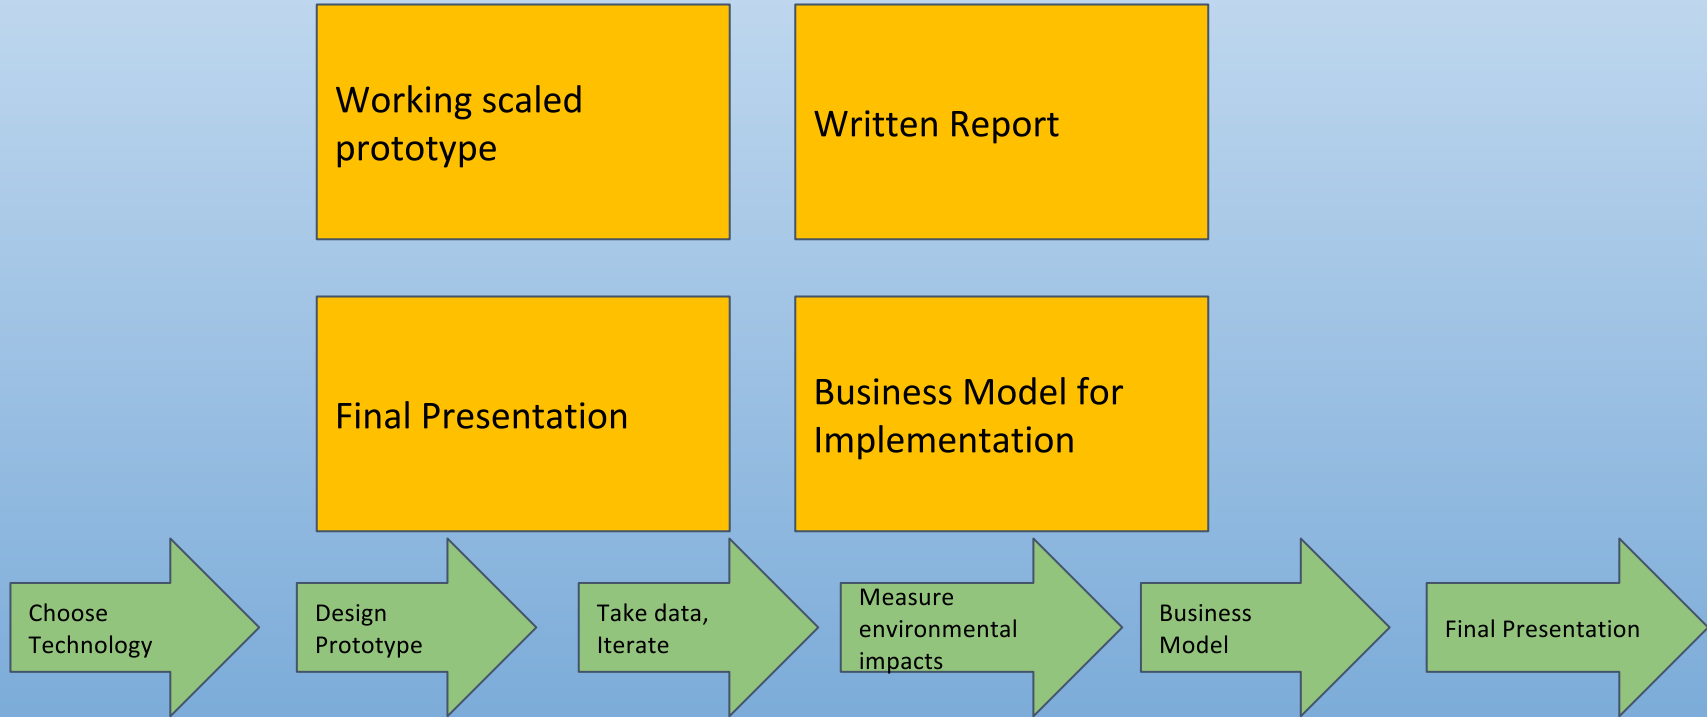 Working scaled
prototype
Written Report
Final Presentation
Business Model for
Implementation
Choose
Technology
Design
Prototype
Take data,
Iterate
Measure
environmental
impacts
Business
Model
Final Presentation